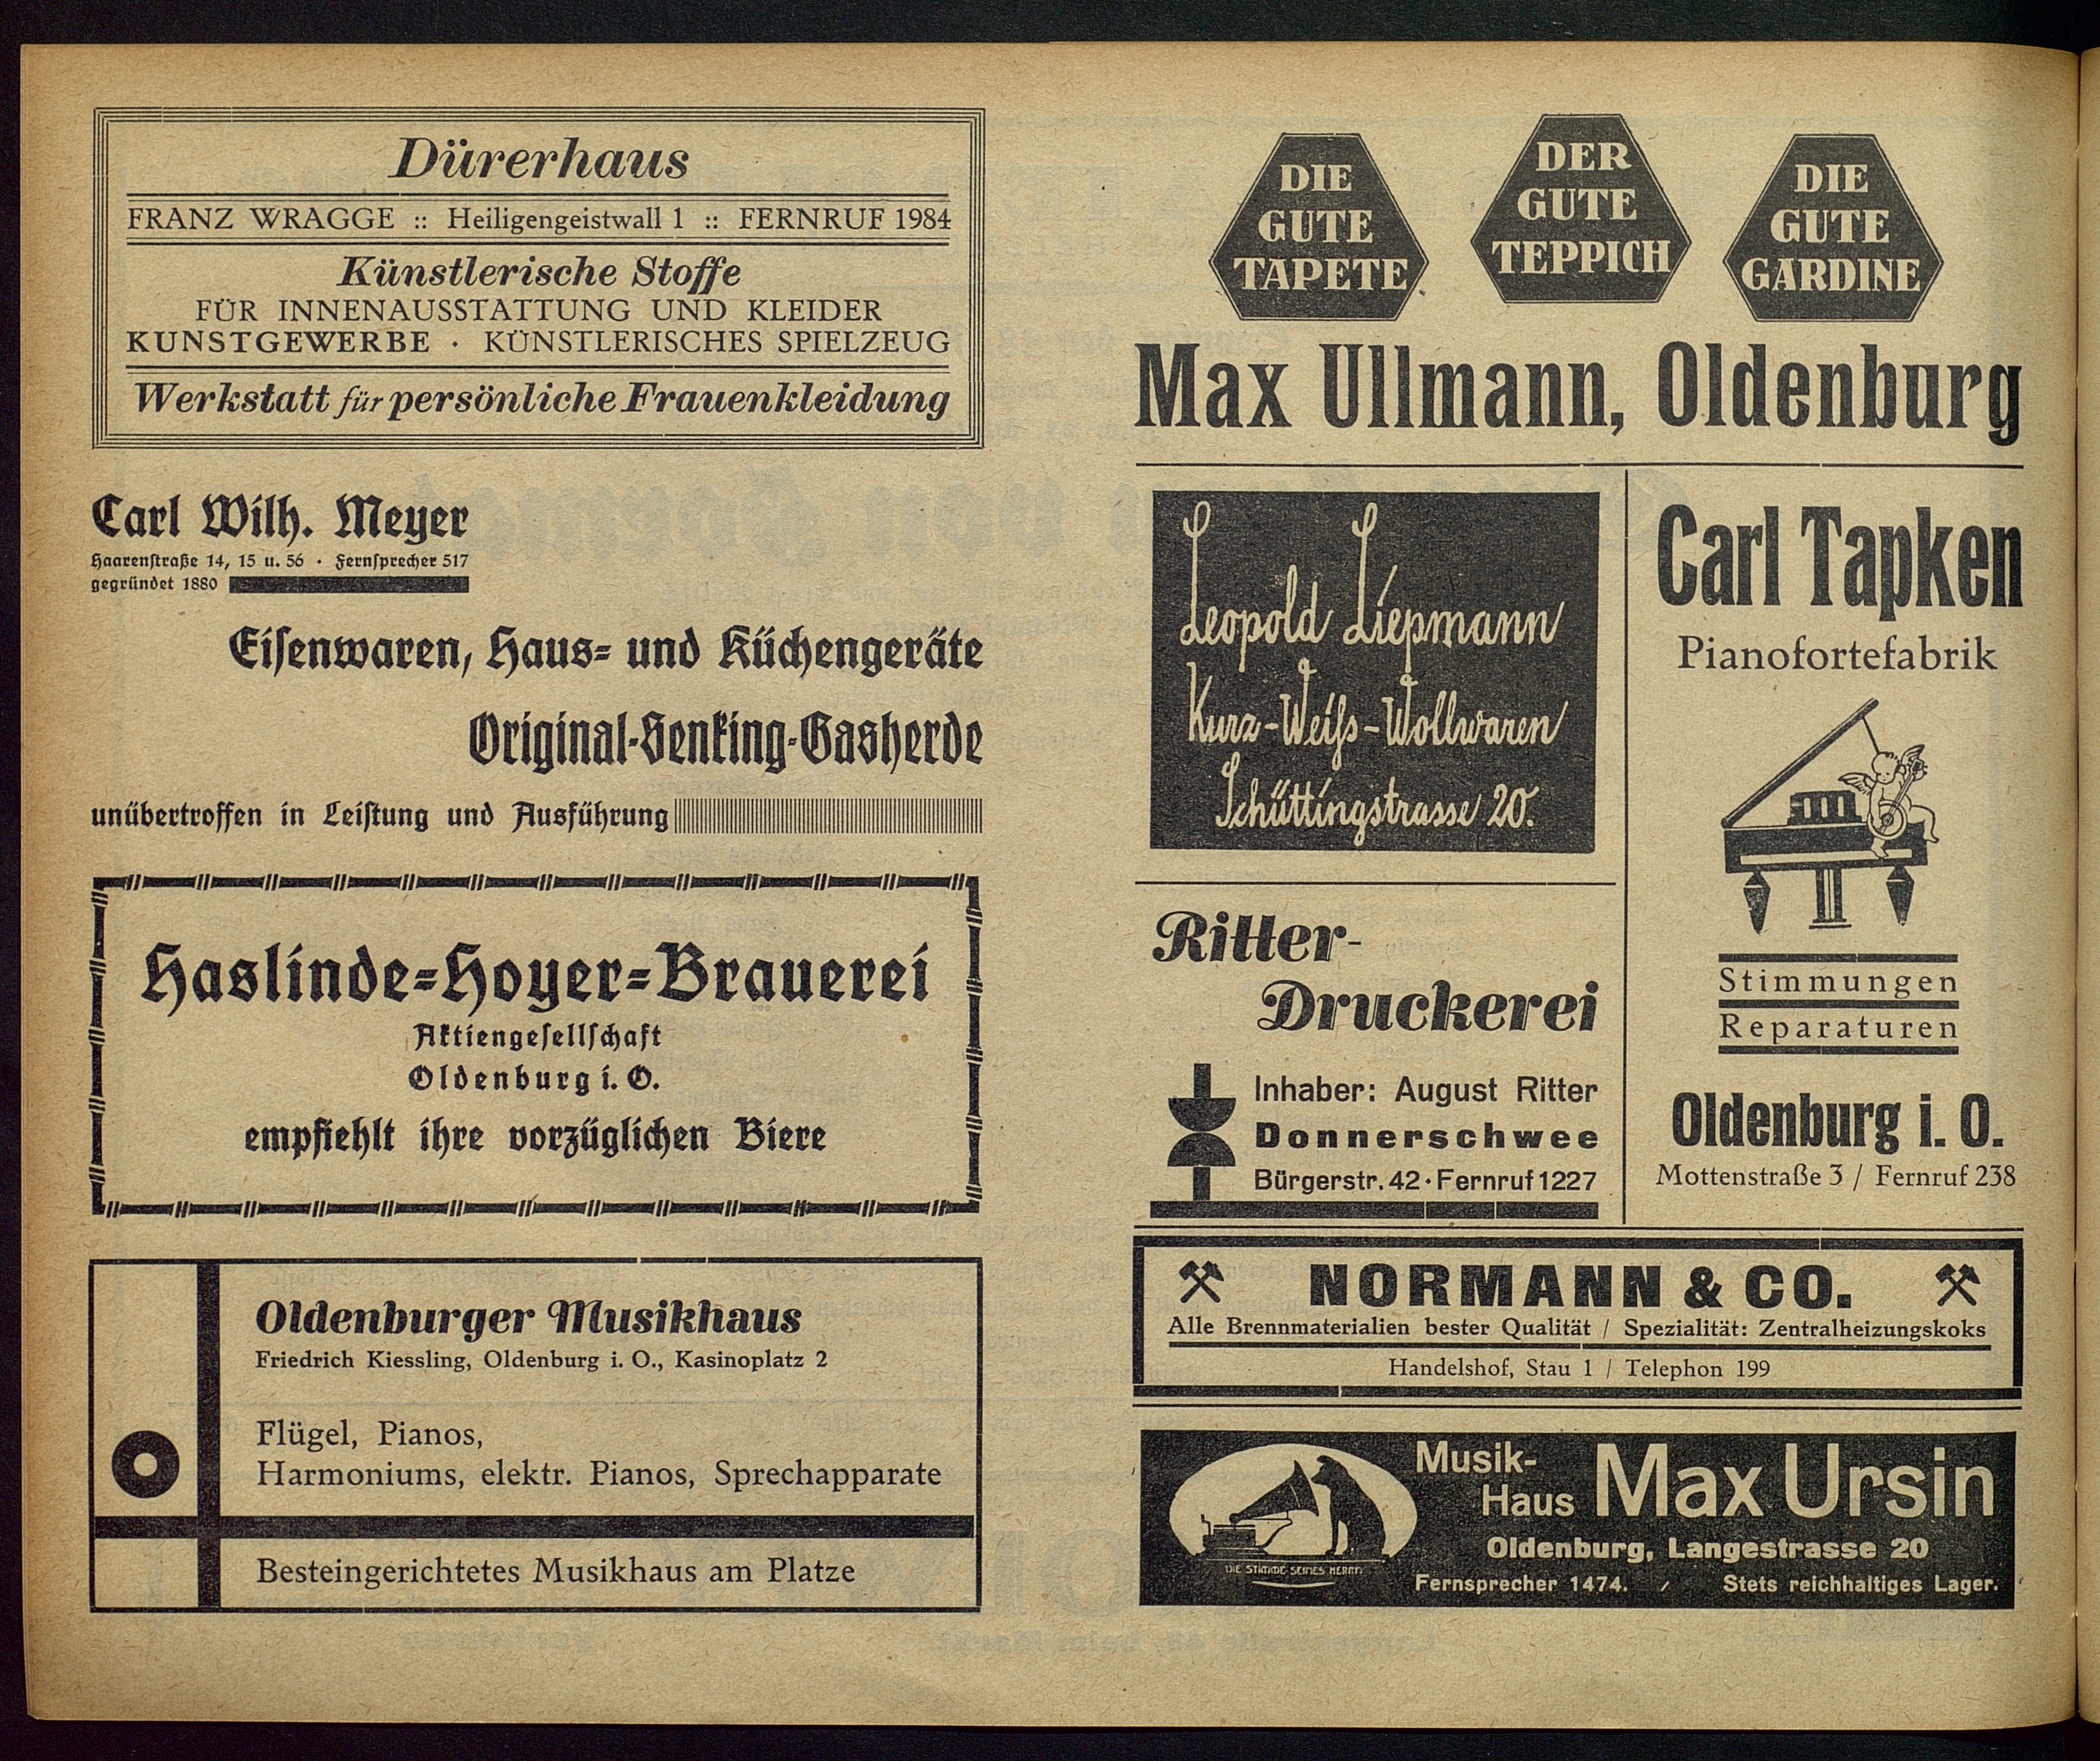 Dürerhaus
FRANZ WRAGGE :: Heiligengeistwall 1 :: FERNRUF 1984
Künstlerische Stoffe
FÜR INNENAUSSTATTUNG UND KLEIDER
KUNSTGEWERBE · KÜNSTLERISCHES SPIELZEUG
Werkstatt für persönliche Frauenkleidung
Carl Wilh. Meyer
Haarenſtraße 14, 15 u. 56 · Fernſprecher 517
gegründet 1880
Eiſenwaren, Haus- und Küchengeräte
Original-Senking-Gasherde
unübertroffen in Leiſtung und Ausführung
Haslinde-Hoyer-Brauerei
Aktiengeſellſchaft
Oldenburg i. O.
empfiehlt ihre vorzüglichen Biere
Oldenburger Musikhaus
Friedrich Kiessling, Oldenburg i. O., Kasinoplatz 2
Flügel, Pianos,
Harmoniums, elektr. Pianos, Sprechapparate
Besteingerichtetes Musikhaus am Platze
DIE
GUTE
TAPETE
DER
GUTE
TEPPICH
DIE
GUTE
GARDINE
Max Ullmann, Oldenburg
Leopold Liepmann
Kurz-Weiſs-Wollwaren
Schüttingstrasse 20.
Ritter-
Druckerei
Inhaber: August Ritter
Donnerschwee
Bürgerstr. 42 · Fernruf 1227
Carl Tapken
Pianofortefabrik
Stimmungen
Reparaturen
Oldenburg i. O.
Mottenstraße 3 / Fernruf 238
NORMANN & CO.
Alle Brennmaterialien bester Qualität / Spezialität: Zentralheizungskoks
Handelshof, Stau 1 / Telephon 199
DIE STIMME SEINES HERRN
Musik-
Haus Max Ursin
Oldenburg, Langestrasse 20
Fernsprecher 1474. / Stets reichhaltiges Lager.